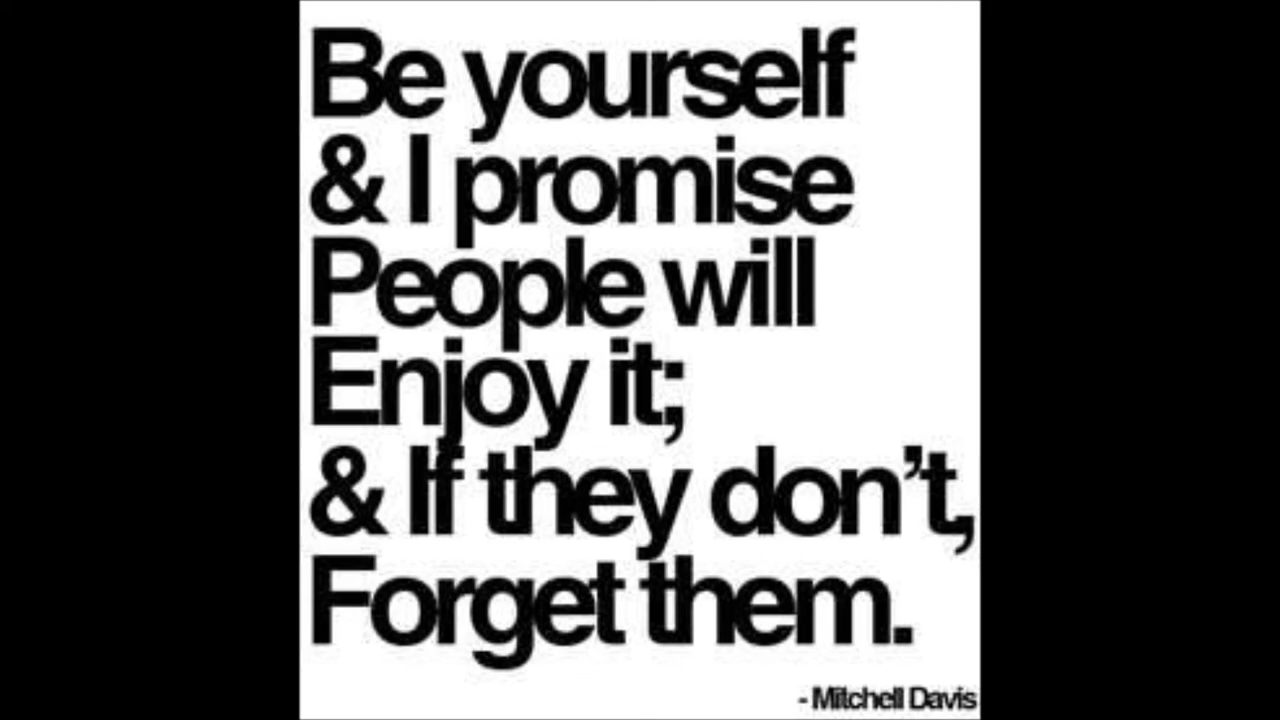 Be yourself
& I promise
People will
Enjoy it;
& If they don’t,
Forget them.
- Mitchell Davis